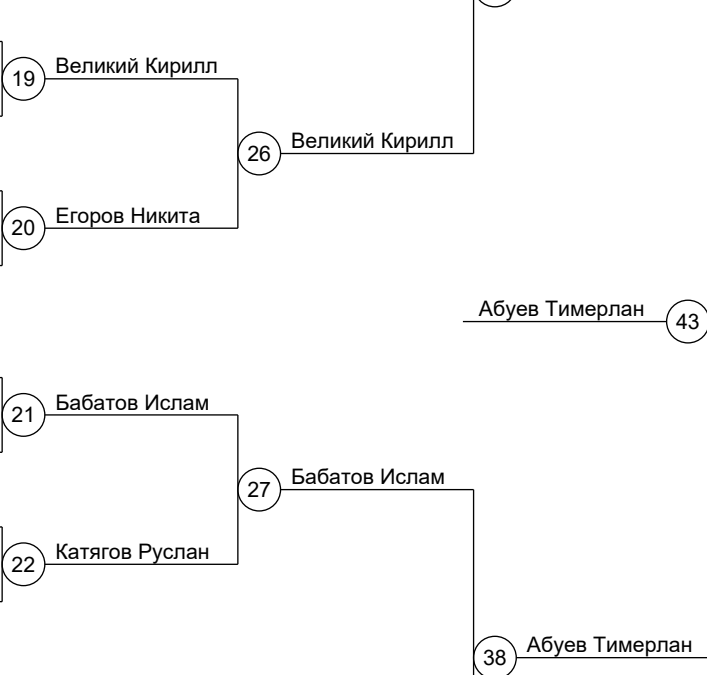 19 Великий Кирилл
26 Великий Кирилл
20 Егоров Никита
Абуев Тимерлан 43
21 Бабатов Ислам
27 Бабатов Ислам
22 Катягов Руслан
38 Абуев Тимерлан